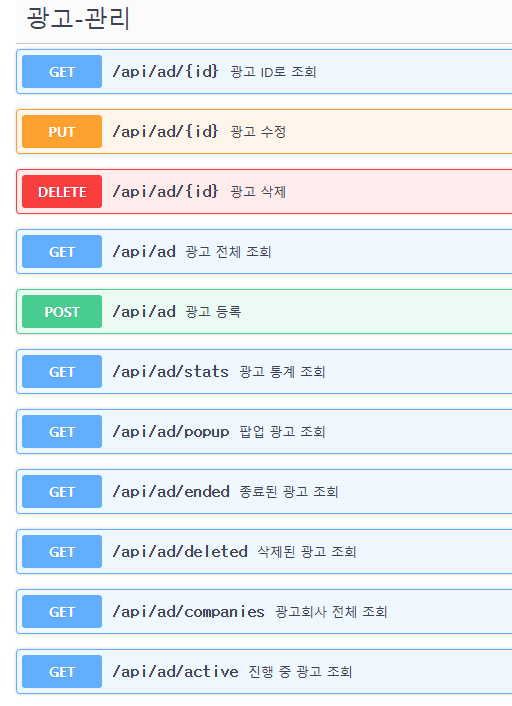 광고-관리
GET /api/ad/{id} 광고 ID로 조회
PUT /api/ad/{id} 광고 수정
DELETE /api/ad/{id} 광고 삭제
GET /api/ad 광고 전체 조회
POST /api/ad 광고 등록
GET /api/ad/stats 광고 통계 조회
GET /api/ad/popup 팝업 광고 조회
GET /api/ad/ended 종료된 광고 조회
GET /api/ad/deleted 삭제된 광고 조회
GET /api/ad/companies 광고회사 전체 조회
GET /api/ad/active 진행 중 광고 조회